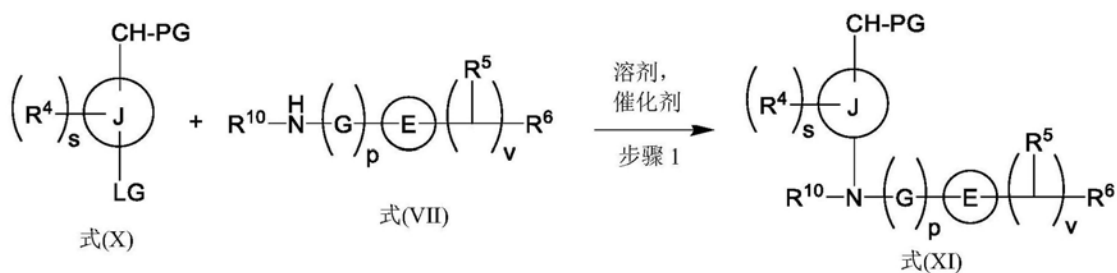 CH-PG
(R⁴)s J
LG
式(X)
+
R¹⁰ H N (G)p E (R⁵)v R⁶
式(VII)
溶剂,
催化剂
步骤 1
CH-PG
(R⁴)s J
R¹⁰ N (G)p E (R⁵)v R⁶
式(XI)